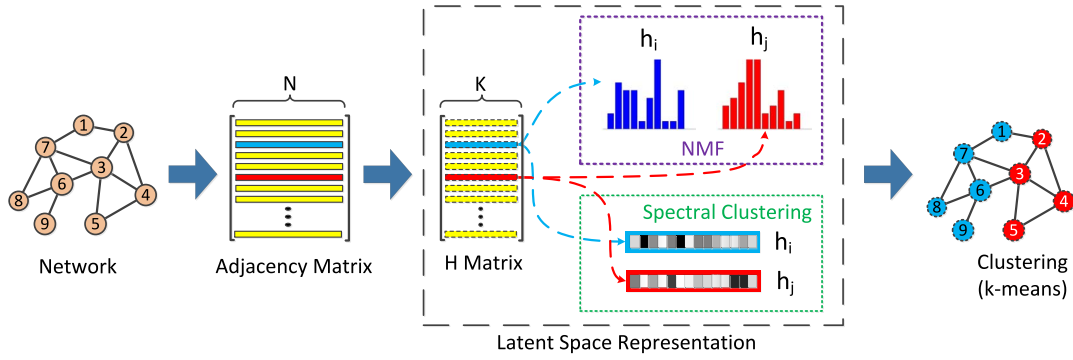 1
2
7
3
6
8
4
9
5
Network
N
Adjacency Matrix
K
H Matrix
hi
hj
NMF
Spectral Clustering
hi
hj
Latent Space Representation
1
2
7
3
6
8
4
9
5
Clustering
(k-means)